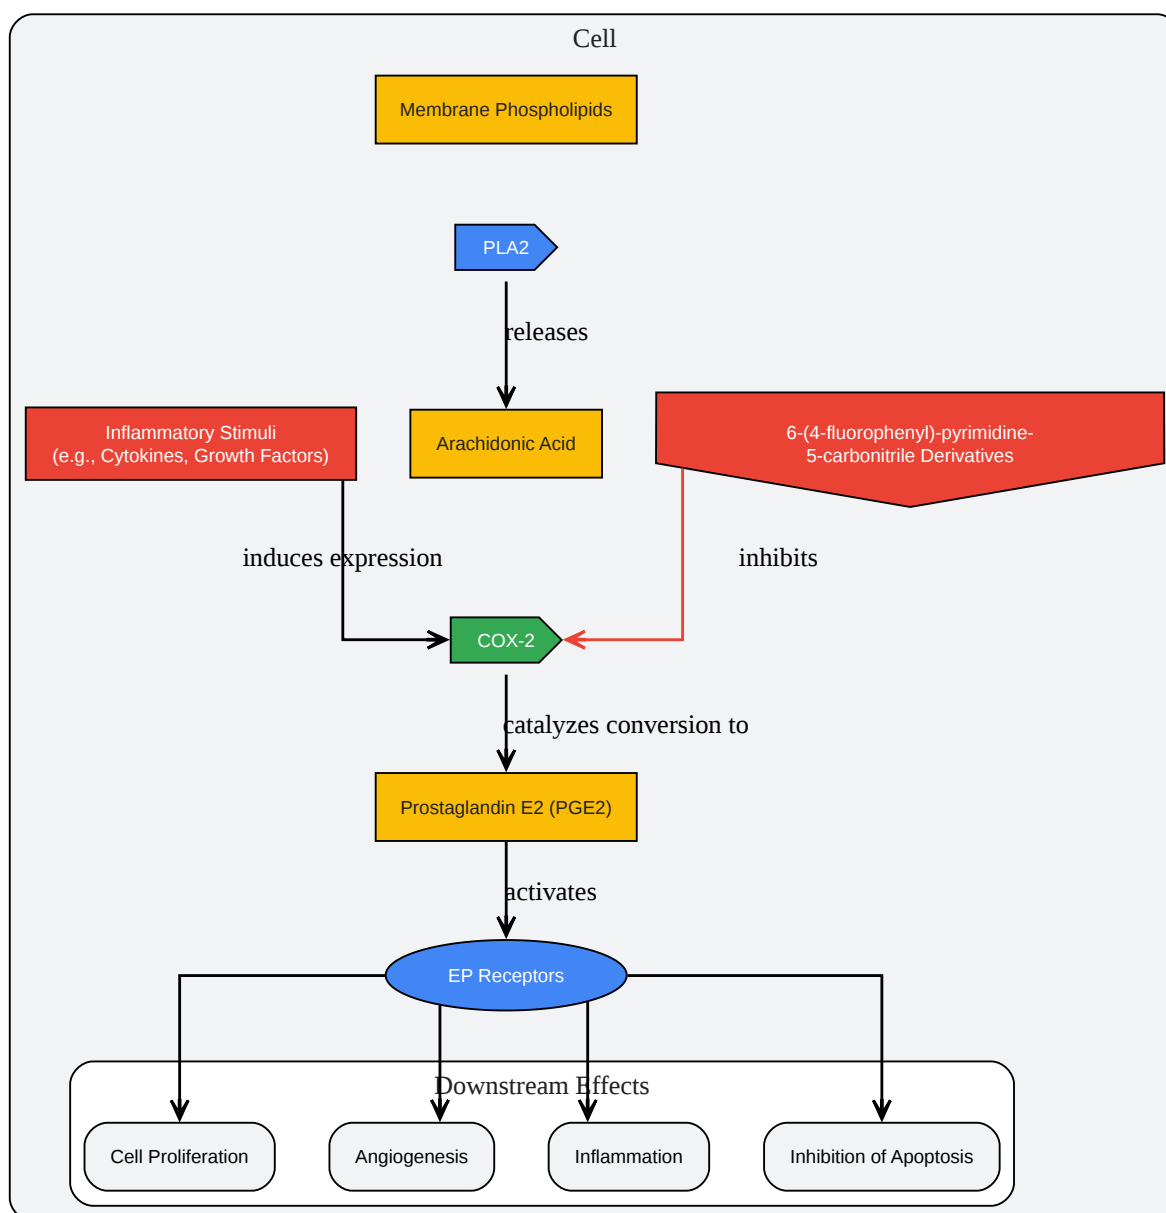 Cell
Membrane Phospholipids
PLA2
releases
Inflammatory Stimuli
(e.g., Cytokines, Growth Factors)
Arachidonic Acid
6-(4-fluorophenyl)-pyrimidine-
5-carbonitrile Derivatives
induces expression
inhibits
COX-2
catalyzes conversion to
Prostaglandin E2 (PGE2)
activates
EP Receptors
Downstream Effects
Cell Proliferation
Angiogenesis
Inflammation
Inhibition of Apoptosis